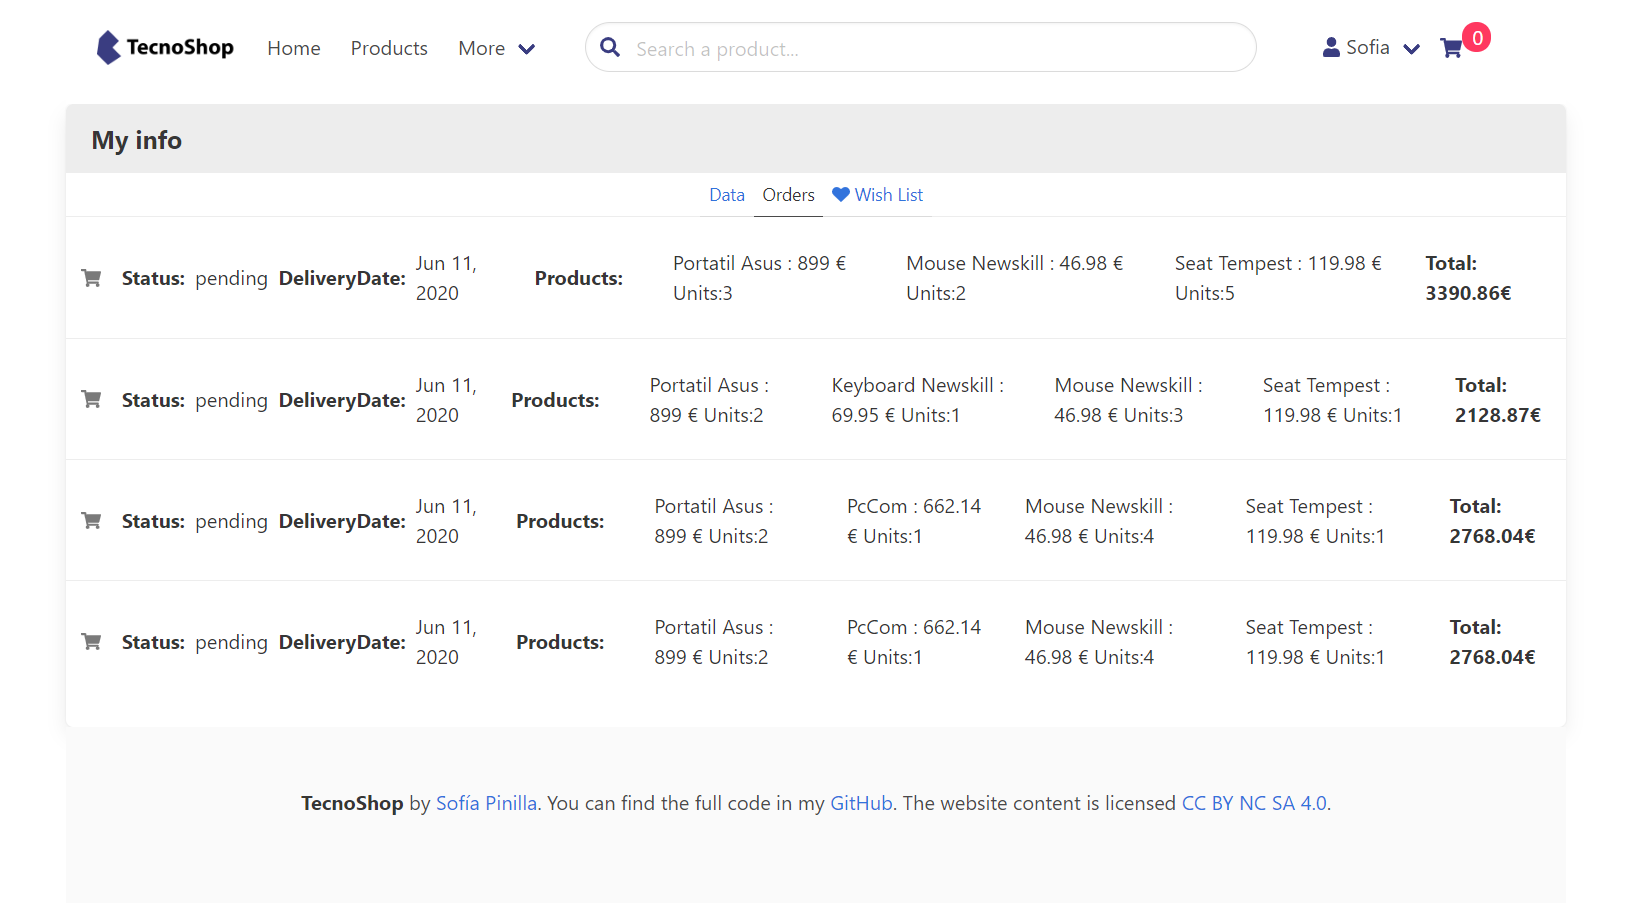 TecnoShop Home Products More Search a product... Sofia 0
My info
Data Orders Wish List
Status: pending DeliveryDate: Jun 11, 2020 Products: Portatil Asus : 899 € Units:3 Mouse Newskill : 46.98 € Units:2 Seat Tempest : 119.98 € Units:5 Total: 3390.86€
Status: pending DeliveryDate: Jun 11, 2020 Products: Portatil Asus : 899 € Units:2 Keyboard Newskill : 69.95 € Units:1 Mouse Newskill : 46.98 € Units:3 Seat Tempest : 119.98 € Units:1 Total: 2128.87€
Status: pending DeliveryDate: Jun 11, 2020 Products: Portatil Asus : 899 € Units:2 PcCom : 662.14 € Units:1 Mouse Newskill : 46.98 € Units:4 Seat Tempest : 119.98 € Units:1 Total: 2768.04€
Status: pending DeliveryDate: Jun 11, 2020 Products: Portatil Asus : 899 € Units:2 PcCom : 662.14 € Units:1 Mouse Newskill : 46.98 € Units:4 Seat Tempest : 119.98 € Units:1 Total: 2768.04€
TecnoShop by Sofía Pinilla. You can find the full code in my GitHub. The website content is licensed CC BY NC SA 4.0.